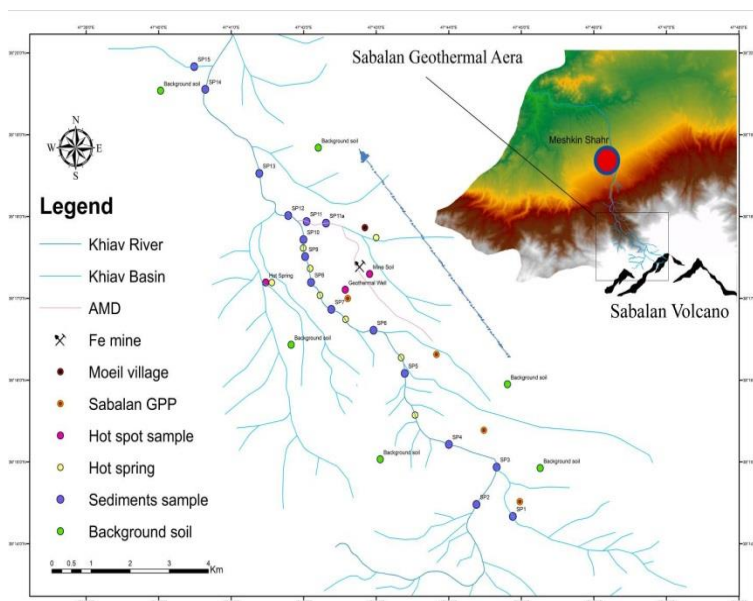 Sabalan Geothermal Aera
Meshkin Shahr
Sabalan Volcano
N
W
E
S
SP15
Background soil
SP14
Background soil
SP13
SP12
SP11
SP11a
SP10
SP9
Mine Soil
Hot Spring
SP8
Geothermal Well
SP7
SP6
Background soil
SP5
Background soil
SP4
Background soil
SP3
Background soil
SP2
SP1
Legend
Khiav River
Khiav Basin
AMD
Fe mine
Moeil village
Sabalan GPP
Hot spot sample
Hot spring
Sediments sample
Background soil
0 0.5 1 2 3 4
Km